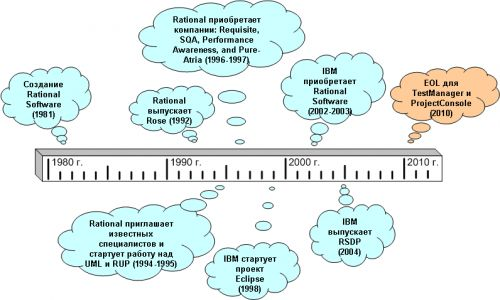 Rational приобретает
компании: Requisite,
SQA, Performance
Awareness, and Pure-
Atria (1996-1997)
Создание
Rational
Software
(1981)
Rational
выпускает
Rose (1992)
IBM
приобретает
Rational
Software
(2002-2003)
EOL для
TestManager и
ProjectConsole
(2010)
1980 г.
1990 г.
2000 г.
2010 г.
Rational приглашает
известных
специалистов и
стартует работу над
UML и RUP (1994-1995)
IBM стартует
проект
Eclipse
(1998)
IBM
выпускает
RSDP
(2004)